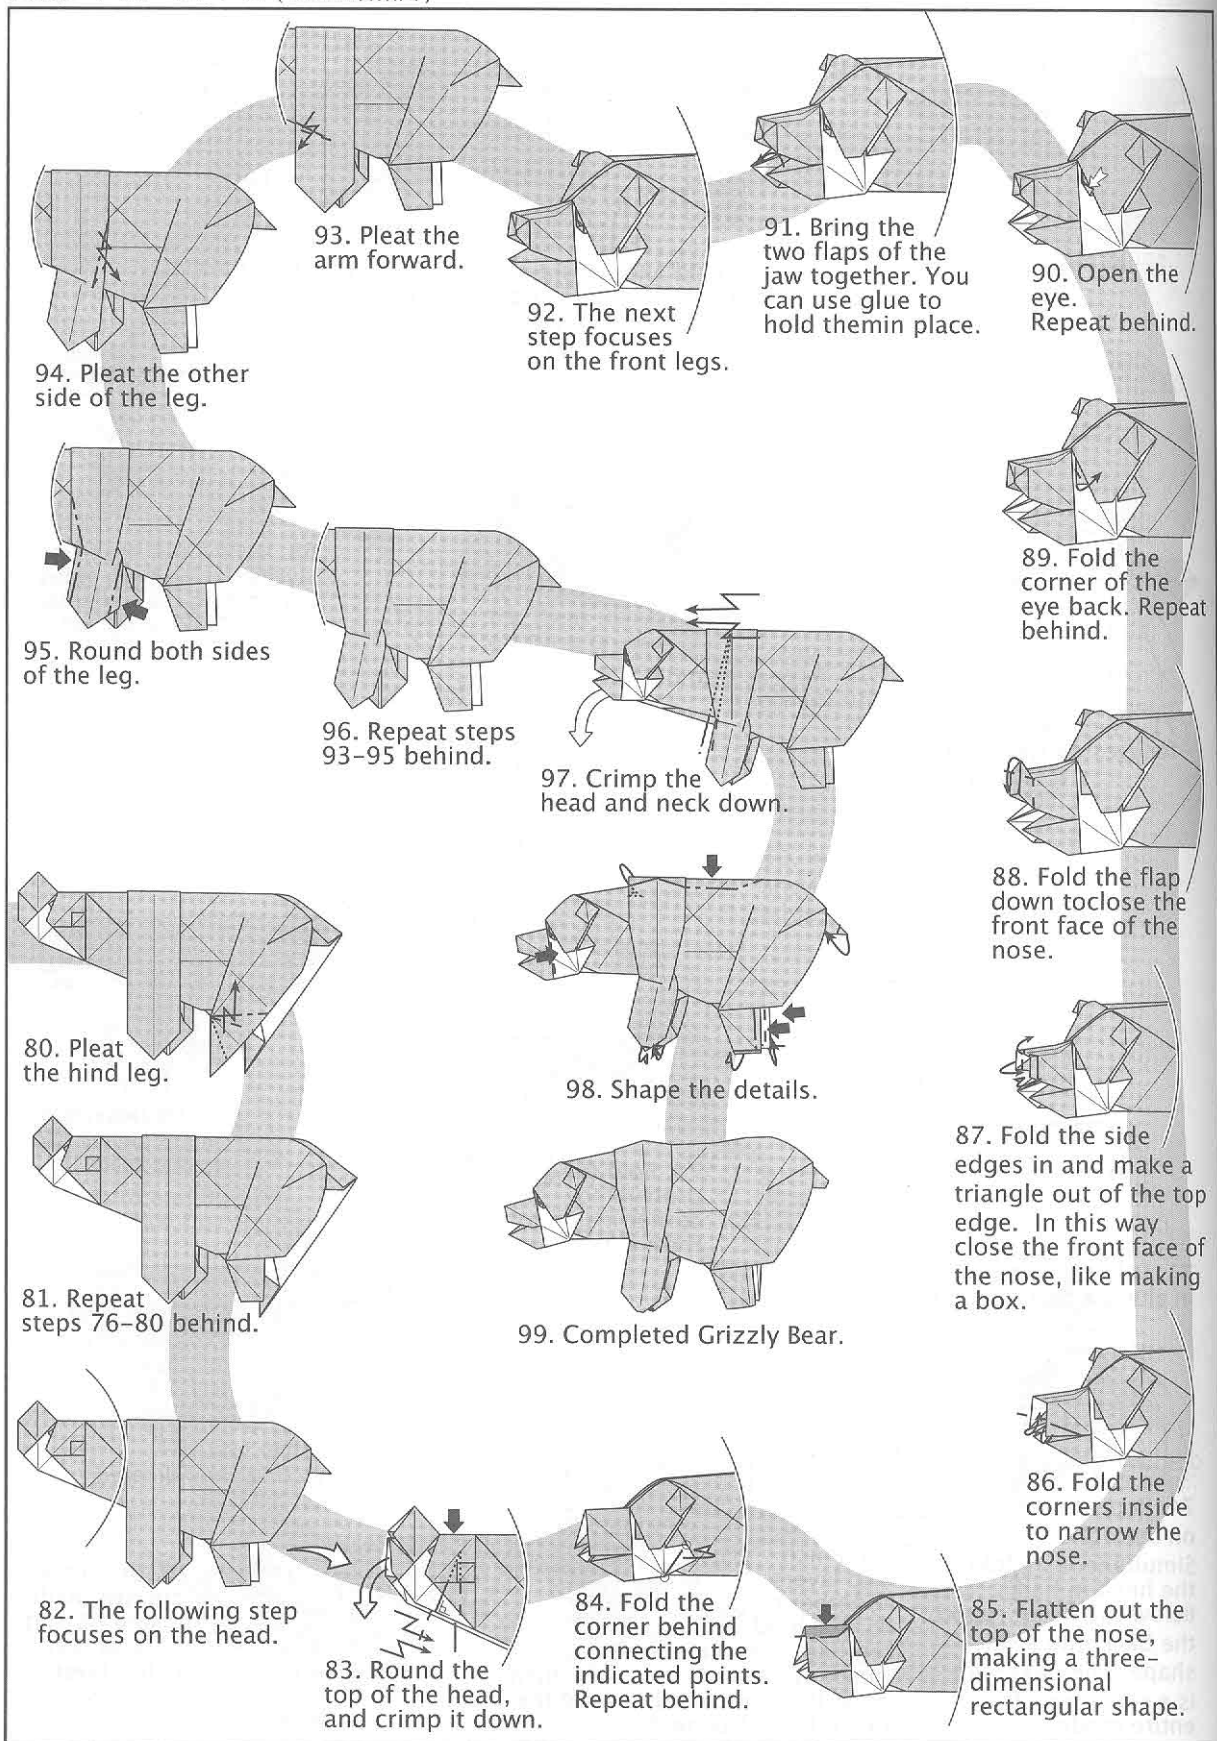 80. Pleat
the hind leg.
81. Repeat
steps 76–80 behind.
82. The following step
focuses on the head.
83. Round the
top of the head,
and crimp it down.
84. Fold the
corner behind
connecting the
indicated points.
Repeat behind.
85. Flatten out the
top of the nose,
making a three-
dimensional
rectangular shape.
86. Fold the
corners inside
to narrow the
nose.
87. Fold the side
edges in and make a
triangle out of the top
edge. In this way
close the front face of
the nose, like making
a box.
88. Fold the flap
down toclose the
front face of the
nose.
89. Fold the
corner of the
eye back. Repeat
behind.
90. Open the
eye.
Repeat behind.
91. Bring the
two flaps of the
jaw together. You
can use glue to
hold themin place.
92. The next
step focuses
on the front legs.
93. Pleat the
arm forward.
94. Pleat the other
side of the leg.
95. Round both sides
of the leg.
96. Repeat steps
93–95 behind.
97. Crimp the
head and neck down.
98. Shape the details.
99. Completed Grizzly Bear.